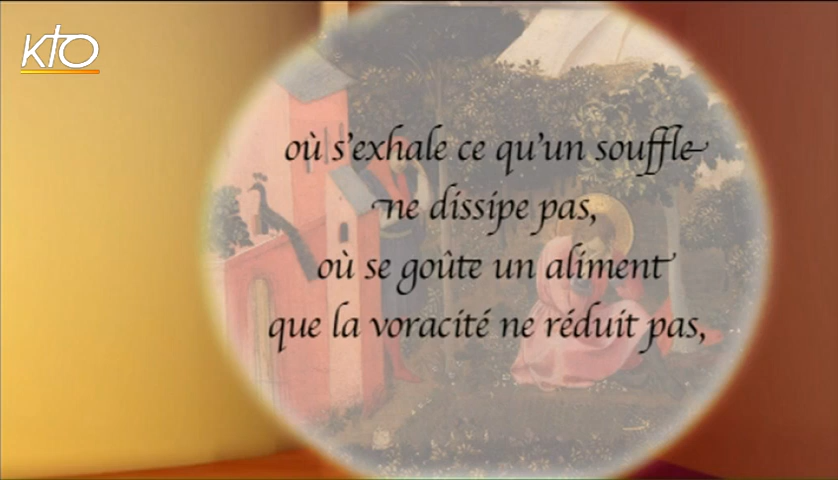 KTO
où s'exhale ce qu'un souffle
ne dissipe pas,
où se goûte un aliment
que la voracité ne réduit pas,